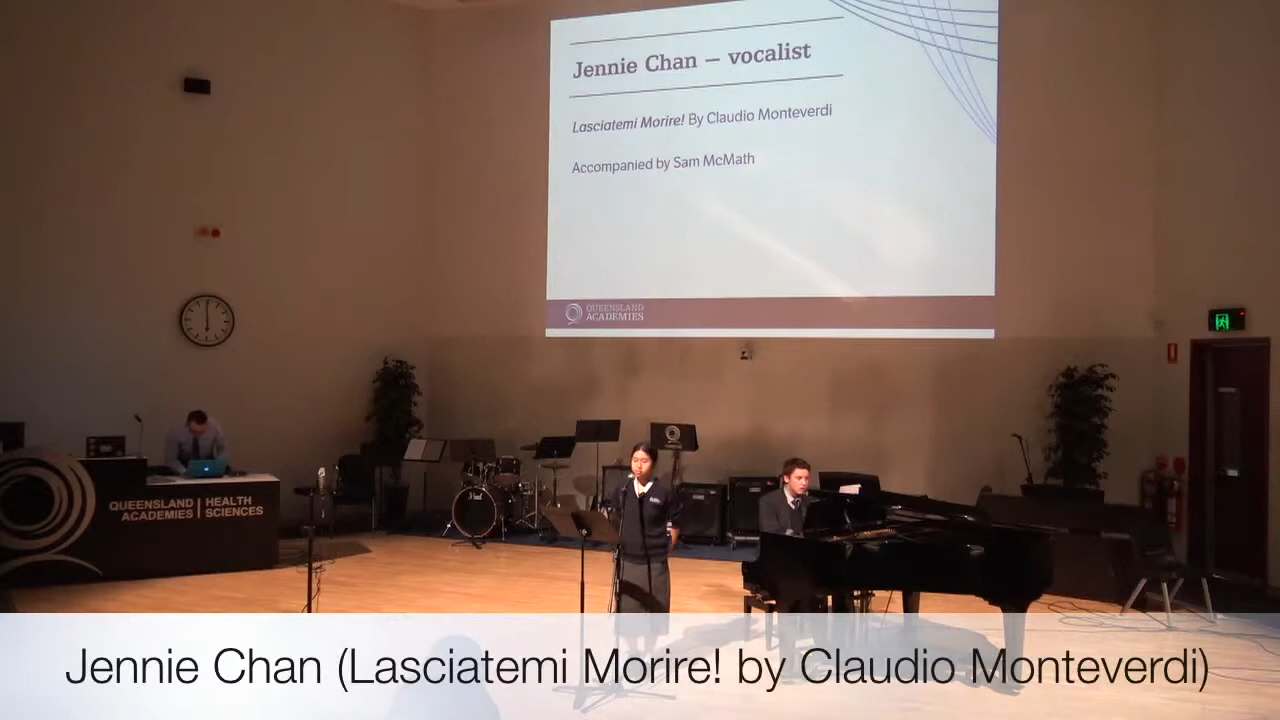 Jennie Chan – vocalist
Lasciatemi Morire! By Claudio Monteverdi
Accompanied by Sam McMath
QUEENSLAND
ACADEMIES
QUEENSLAND
ACADEMIES
HEALTH
SCIENCES
Pearl
Jennie Chan (Lasciatemi Morire! by Claudio Monteverdi)